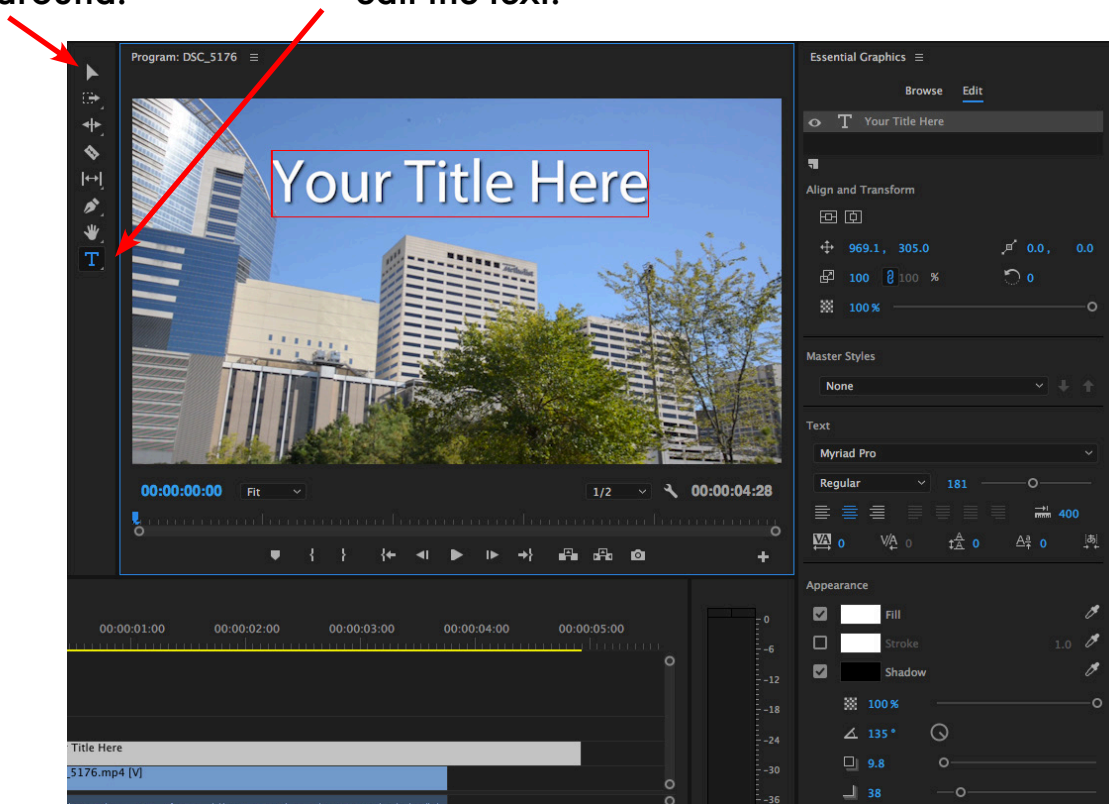 around.
edit the text.
Program: DSC_5176
Your Title Here
T
00:00:00:00
Fit
1/2
00:00:04:28
Essential Graphics
Browse
Edit
T Your Title Here
Align and Transform
969.1 , 305.0
0.0 ,
0.0
100
100 %
0
100 %
Master Styles
None
Text
Myriad Pro
Regular
181
400
VA 0
V/A 0
0
0
Appearance
Fill
Stroke
1.0
Shadow
100 %
135 °
9.8
38
00:00:01:00
00:00:02:00
00:00:03:00
00:00:04:00
00:00:05:00
Title Here
_5176.mp4 [V]
0
-6
-12
-18
-24
-30
-36